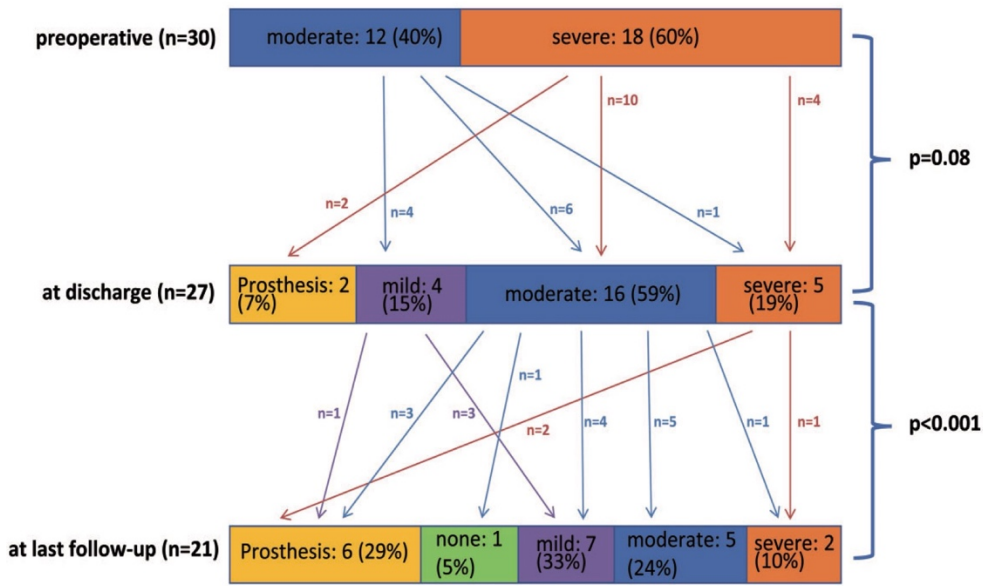 preoperative (n=30)
moderate: 12 (40%)
severe: 18 (60%)
n=10
n=4
p=0.08
n=2
n=4
n=6
n=1
at discharge (n=27)
Prosthesis: 2
(7%)
mild: 4
(15%)
moderate: 16 (59%)
severe: 5
(19%)
n=1
n=1
n=3
n=3
n=2
n=4
n=5
n=1
n=1
p<0.001
at last follow-up (n=21)
Prosthesis: 6 (29%)
none: 1
(5%)
mild: 7
(33%)
moderate: 5
(24%)
severe: 2
(10%)